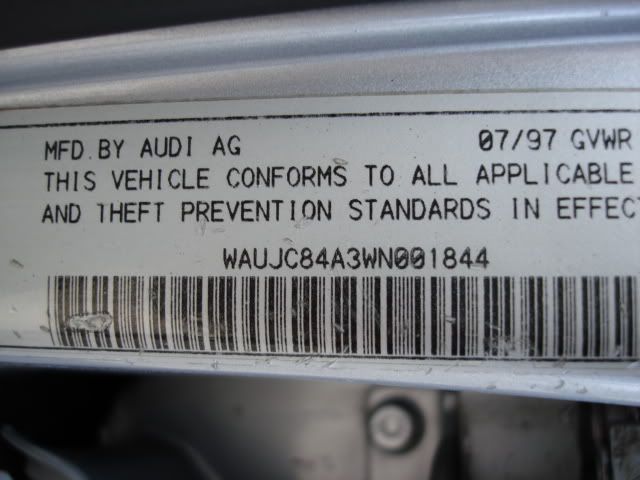 MFD. BY AUDI AG 07/97 GVWR
THIS VEHICLE CONFORMS TO ALL APPLICABLE
AND THEFT PREVENTION STANDARDS IN EFFEC
WAUJC84A3WN001844